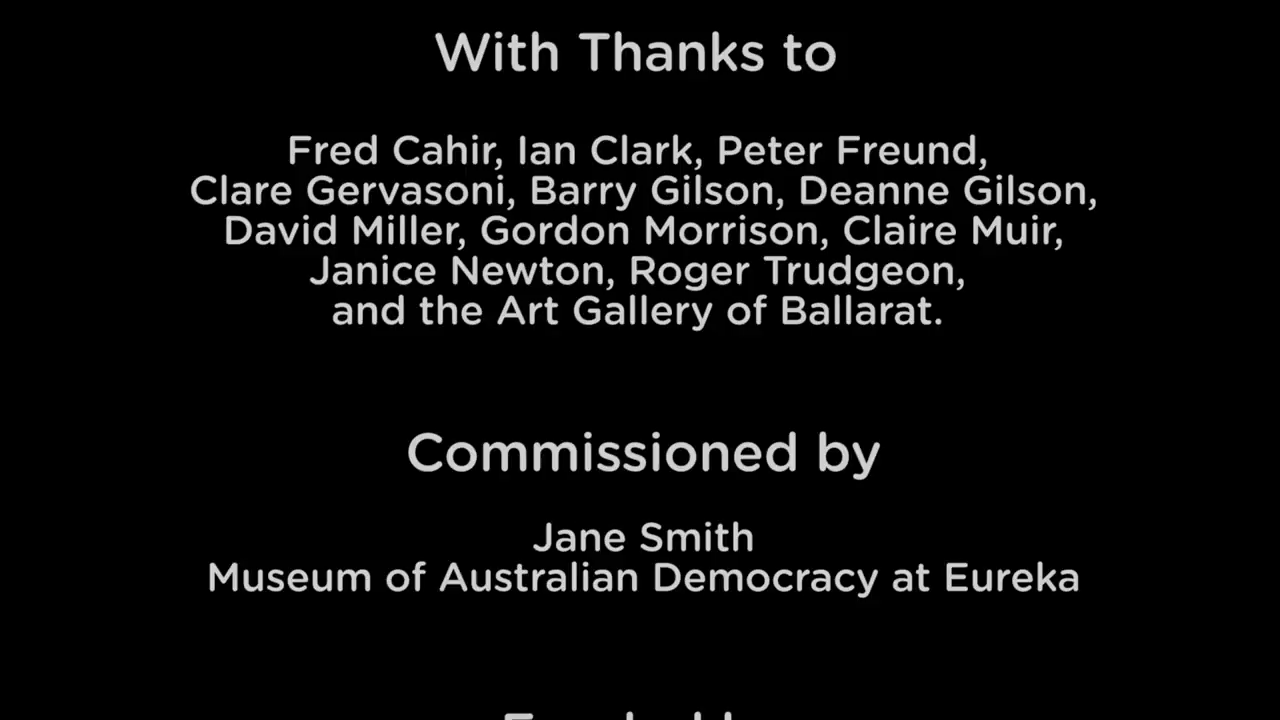 With Thanks to
Fred Cahir, Ian Clark, Peter Freund,
Clare Gervasoni, Barry Gilson, Deanne Gilson,
David Miller, Gordon Morrison, Claire Muir,
Janice Newton, Roger Trudgeon,
and the Art Gallery of Ballarat.
Commissioned by
Jane Smith
Museum of Australian Democracy at Eureka